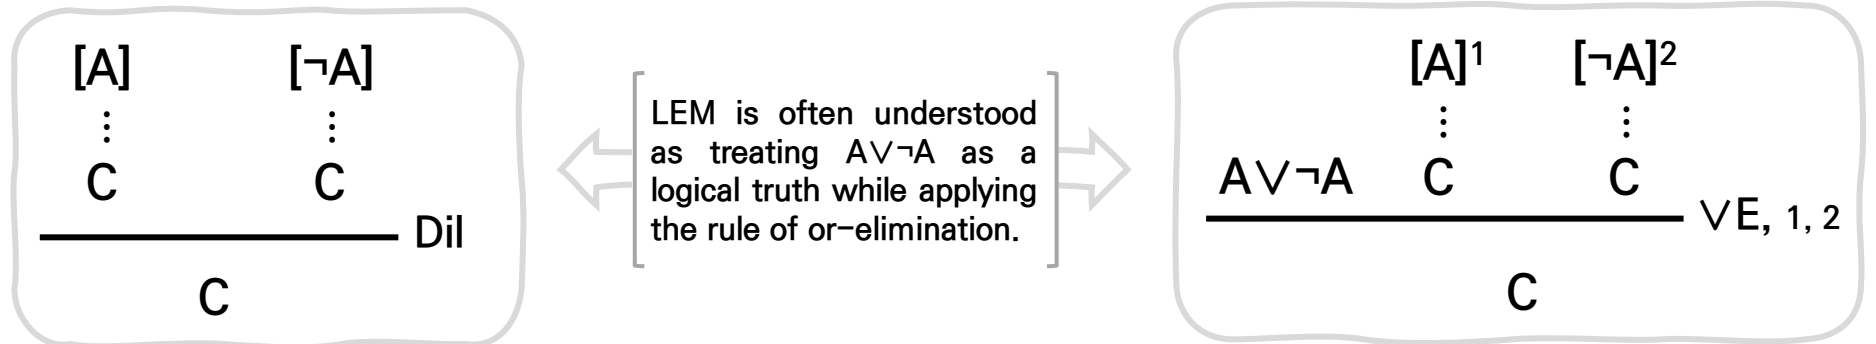 [A] [¬A]
⋮ ⋮
C C
Dil
C
LEM is often understood
as treating A∨¬A as a
logical truth while applying
the rule of or-elimination.
[A]¹ [¬A]²
⋮ ⋮
A∨¬A C C
∨E, 1, 2
C